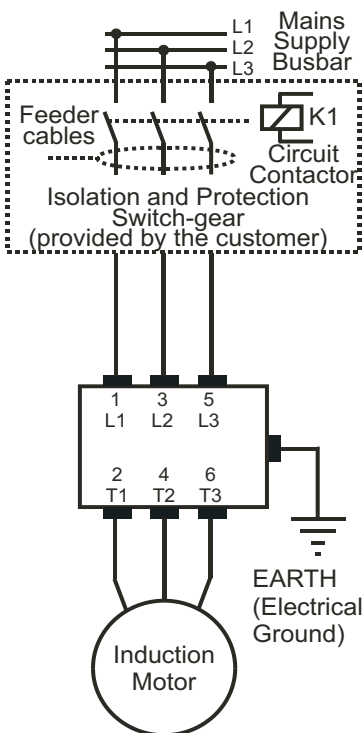 L1
L2
L3
Mains
Supply
Busbar
Feeder
cables
K1
Circuit
Contactor
Isolation and Protection
Switch-gear
(provided by the customer)
1 3 5
L1 L2 L3
2 4 6
T1 T2 T3
EARTH
(Electrical
Ground)
Induction
Motor